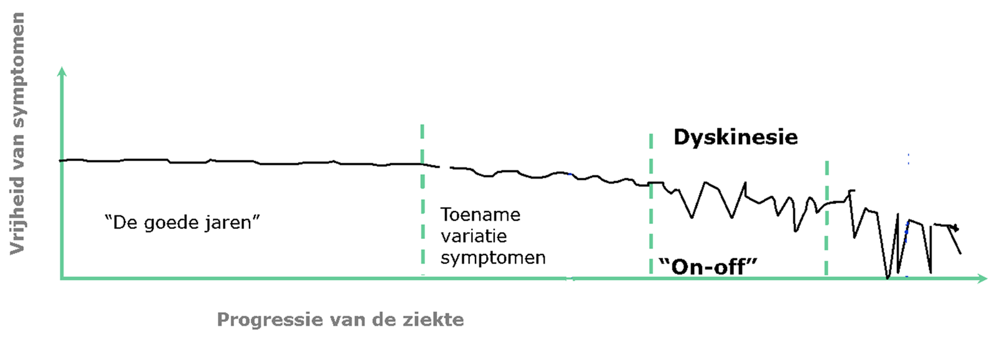 Vrijheid van symptomen
Dyskinesie
“De goede jaren”
Toename
variatie
symptomen
“On-off”
Progressie van de ziekte